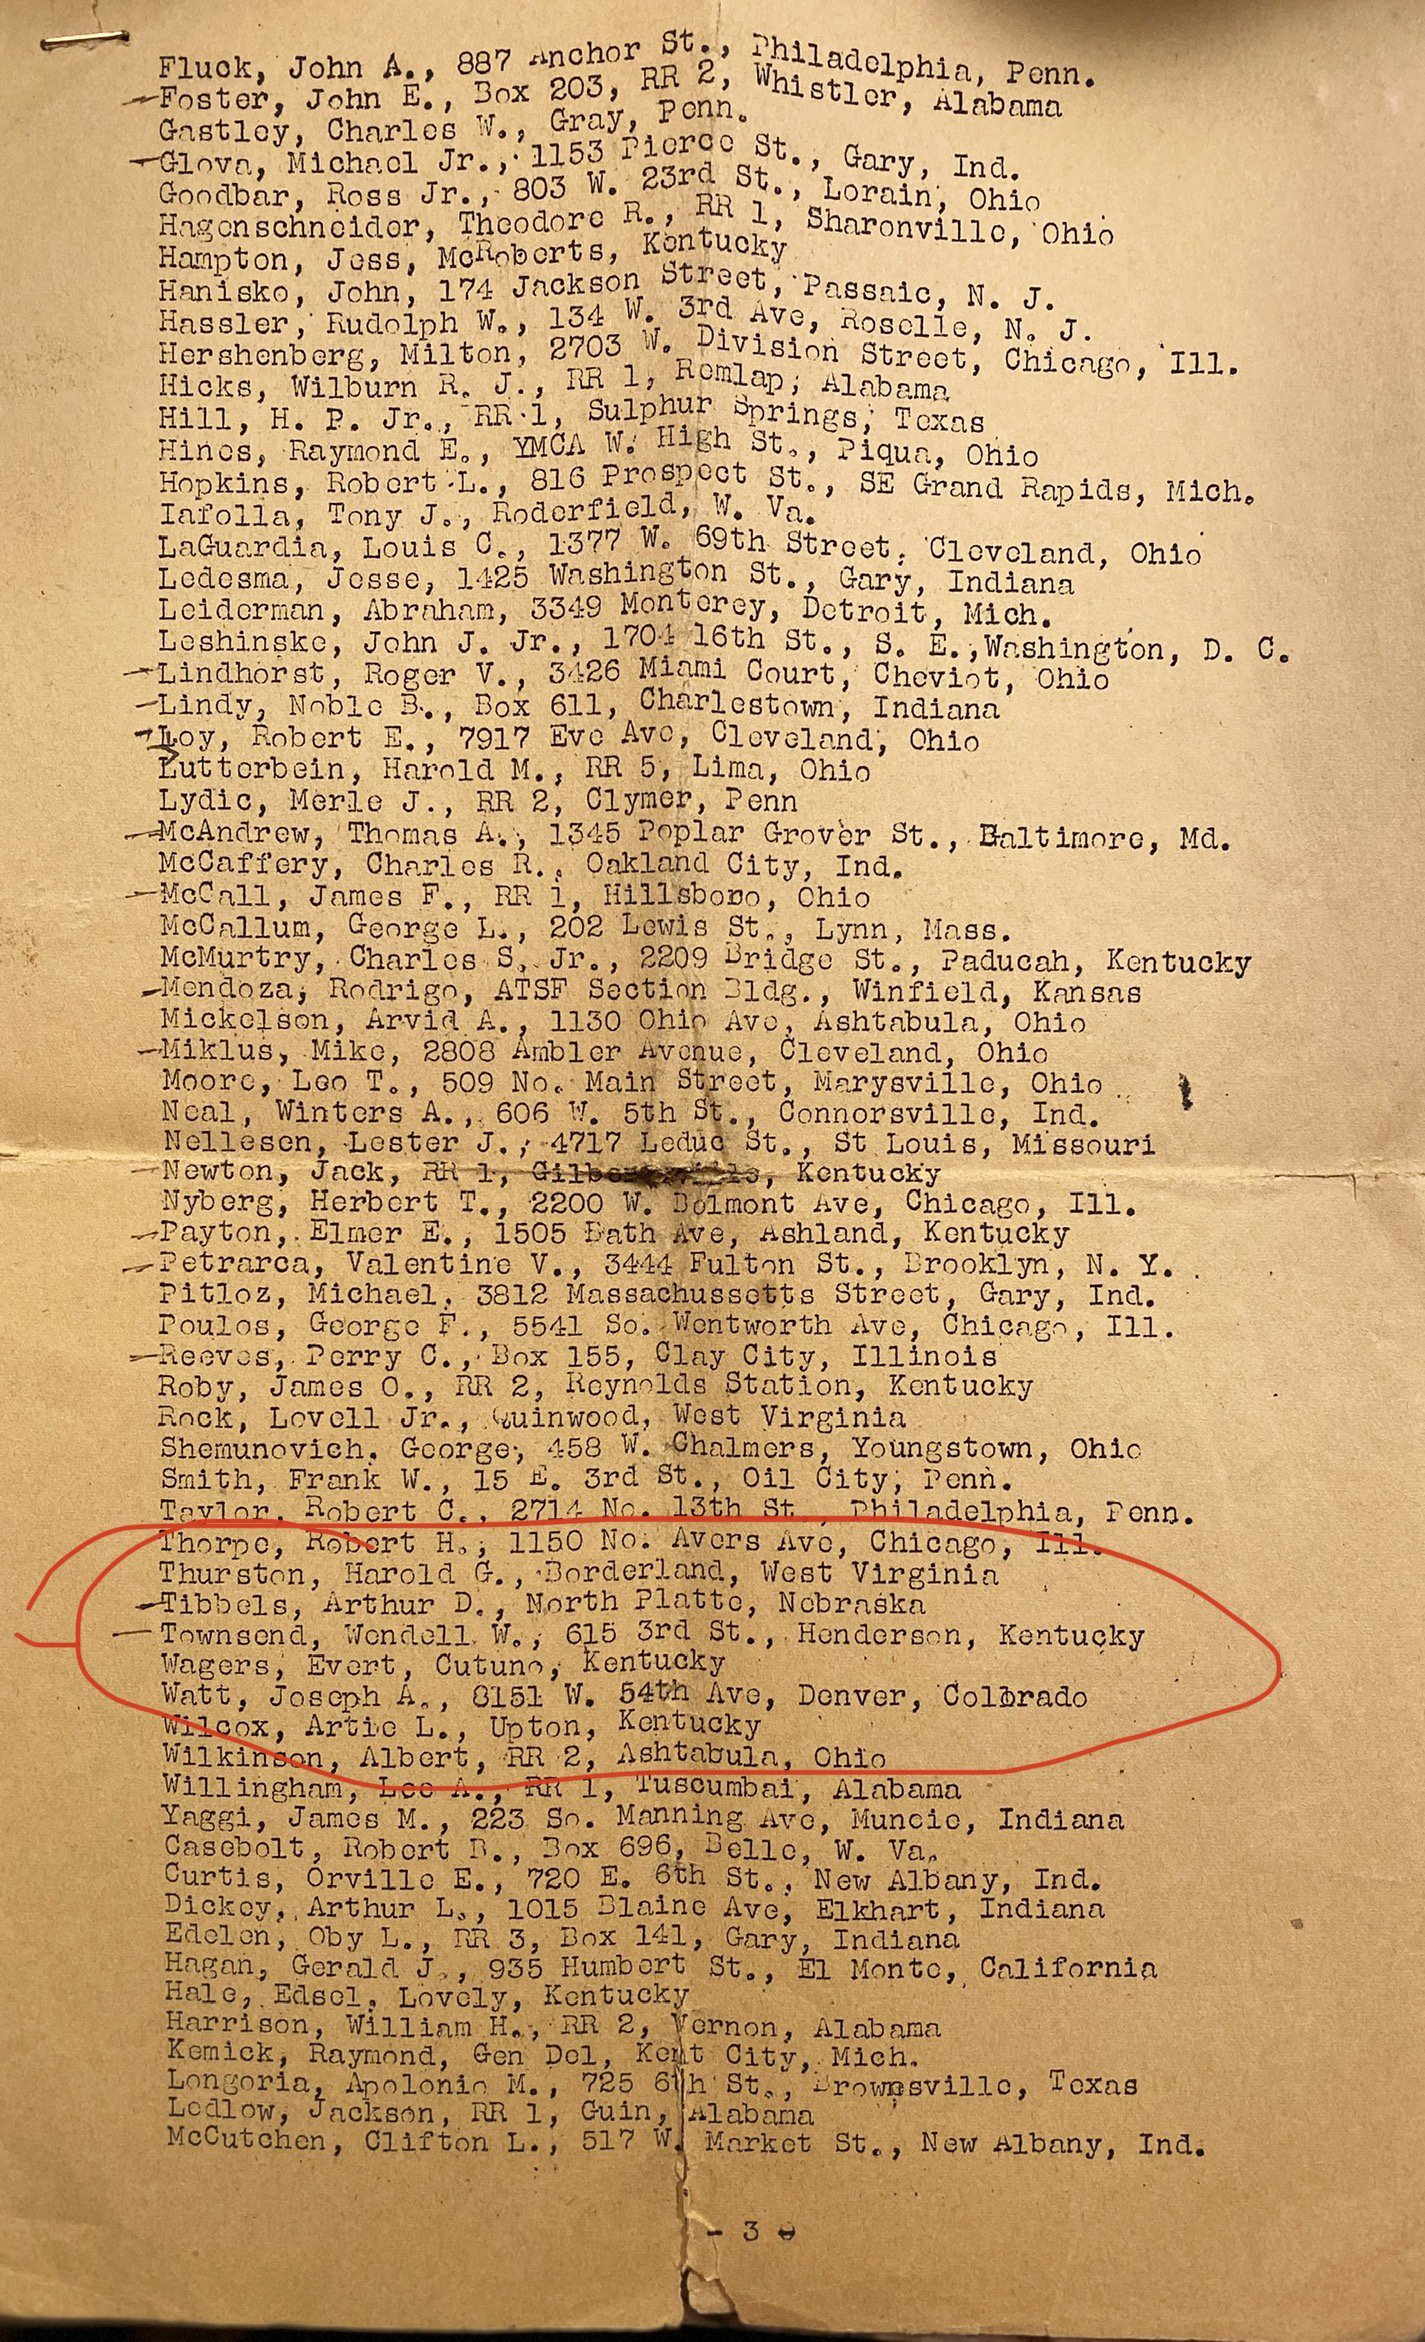 Fluck, John A., 887 Anchor St., Philadelphia, Penn.
Foster, John E., Box 203, RR 2, Whistler, Alabama
Gastley, Charles W., Gray, Penn.
Glova, Michael Jr., 1153 Pierce St., Gary, Ind.
Goodbar, Ross Jr., 803 W. 23rd St., Lorain, Ohio
Hagenschneider, Theodore R., RR 1, Sharonville, Ohio
Hampton, Jess, McRoberts, Kentucky
Hanisko, John, 174 Jackson Street, Passaic, N. J.
Hassler, Rudolph W., 134 W. 3rd Ave, Roselle, N. J.
Hershenberg, Milton, 2703 W. Division Street, Chicago, Ill.
Hicks, Wilburn R. J., RR 1, Remlap, Alabama
Hill, H. P. Jr., RR 1, Sulphur Springs, Texas
Hines, Raymond E., YMCA W. High St., Piqua, Ohio
Hopkins, Robert L., 816 Prospect St., SE Grand Rapids, Mich.
Iafolla, Tony J., Roderfield, W. Va.
LaGuardia, Louis C., 1377 W. 69th Street, Cleveland, Ohio
Ledesma, Jesse, 1425 Washington St., Gary, Indiana
Leiderman, Abraham, 3349 Monterey, Detroit, Mich.
Leshinske, John J. Jr., 1704 16th St., S. E.,Washington, D. C.
Lindhorst, Roger V., 3426 Miami Court, Cheviot, Ohio
Lindy, Noble B., Box 611, Charlestown, Indiana
Loy, Robert E., 7917 Eve Ave, Cleveland, Ohio
Lutterbein, Harold M., RR 5, Lima, Ohio
Lydic, Merle J., RR 2, Clymer, Penn
McAndrew, Thomas A., 1345 Poplar Grover St., Baltimore, Md.
McCaffery, Charles R., Oakland City, Ind.
McCall, James F., RR 1, Hillsboro, Ohio
McCallum, George L., 202 Lewis St., Lynn, Mass.
McMurtry, Charles S. Jr., 2209 Bridge St., Paducah, Kentucky
Mendoza, Rodrigo, ATSF Section Bldg., Winfield, Kansas
Mickelson, Arvid A., 1130 Ohio Ave, Ashtabula, Ohio
Miklus, Mike, 2808 Ambler Avenue, Cleveland, Ohio
Moore, Leo T., 509 No. Main Street, Marysville, Ohio
Neal, Winters A., 606 W. 5th St., Connorsville, Ind.
Nellesen, Lester J., 4717 Leduc St., St Louis, Missouri
Newton, Jack, RR 1, Kentucky
Nyberg, Herbert T., 2200 W. Belmont Ave, Chicago, Ill.
Payton, Elmer E., 1505 Bath Ave, Ashland, Kentucky
Petrarca, Valentine V., 3444 Fulton St., Brooklyn, N. Y.
Pitloz, Michael, 3812 Massachussetts Street, Gary, Ind.
Poulos, George F., 5541 So. Wentworth Ave, Chicago, Ill.
Reeves, Perry C., Box 155, Clay City, Illinois
Roby, James O., RR 2, Reynolds Station, Kentucky
Rock, Lovell Jr., Quinwood, West Virginia
Shemunovich, George, 458 W. Chalmers, Youngstown, Ohio
Smith, Frank W., 15 E. 3rd St., Oil City, Penn.
Taylor, Robert C., 2714 No. 13th St., Philadelphia, Penn.
Thorpe, Robert H., 1150 No. Avers Ave, Chicago, Ill.
Thurston, Harold G., Borderland, West Virginia
Tibbels, Arthur D., North Platte, Nebraska
Townsend, Wendell W., 615 3rd St., Henderson, Kentucky
Wagers, Evert, Cutuno, Kentucky
Watt, Joseph A., 8151 W. 54th Ave, Denver, Colorado
Wilcox, Artie L., Upton, Kentucky
Wilkinson, Albert, RR 2, Ashtabula, Ohio
Willingham, Lee A., RR 1, Tuscumbai, Alabama
Yaggi, James M., 223 So. Manning Ave, Muncie, Indiana
Casebolt, Robert B., Box 696, Belle, W. Va.
Curtis, Orville E., 720 E. 6th St., New Albany, Ind.
Dickey, Arthur L., 1015 Blaine Ave, Elkhart, Indiana
Edelen, Oby L., RR 3, Box 141, Gary, Indiana
Hagan, Gerald J., 935 Humbert St., El Monte, California
Hale, Edsel, Lovely, Kentucky
Harrison, William H., RR 2, Vernon, Alabama
Kemick, Raymond, Gen Del, Kent City, Mich.
Longoria, Apolonio M., 725 6th St., Brownsville, Texas
Ledlow, Jackson, RR 1, Guin, Alabama
McCutchen, Clifton L., 517 W. Market St., New Albany, Ind.
- 3 -